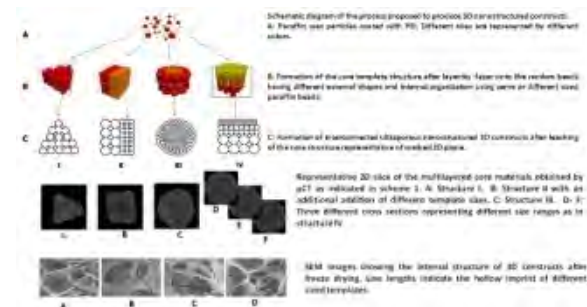 Schematic diagram of the process proposed to produce 3D nanostructured constructs.
A: Paraffin wax particles coated with PEI. Different sizes are represented by different
colors.
A
B: Formation of the core template structure after layer-by-layer onto the random beads
having different external shapes and internal organization using same or different sized
paraffin beads.
B
C: Formation of interconnected ultraporous nanostructured 3D constructs after leaching
of the core structure representative of marked 2D plane.
C
I II III IV
Representative 2D slice of the multilayered core materials obtained by
μCT as indicated in scheme 1. A: Structure I. B: Structure II with an
additional addition of different template sizes. C: Structure III. D- F:
Three different cross sections representing different size ranges as in
structure IV
D
E
F
A B C
SEM images showing the internal structure of 3D constructs after
freeze drying. Line lengths indicate the hollow imprint of different
sized templates.
A B C D